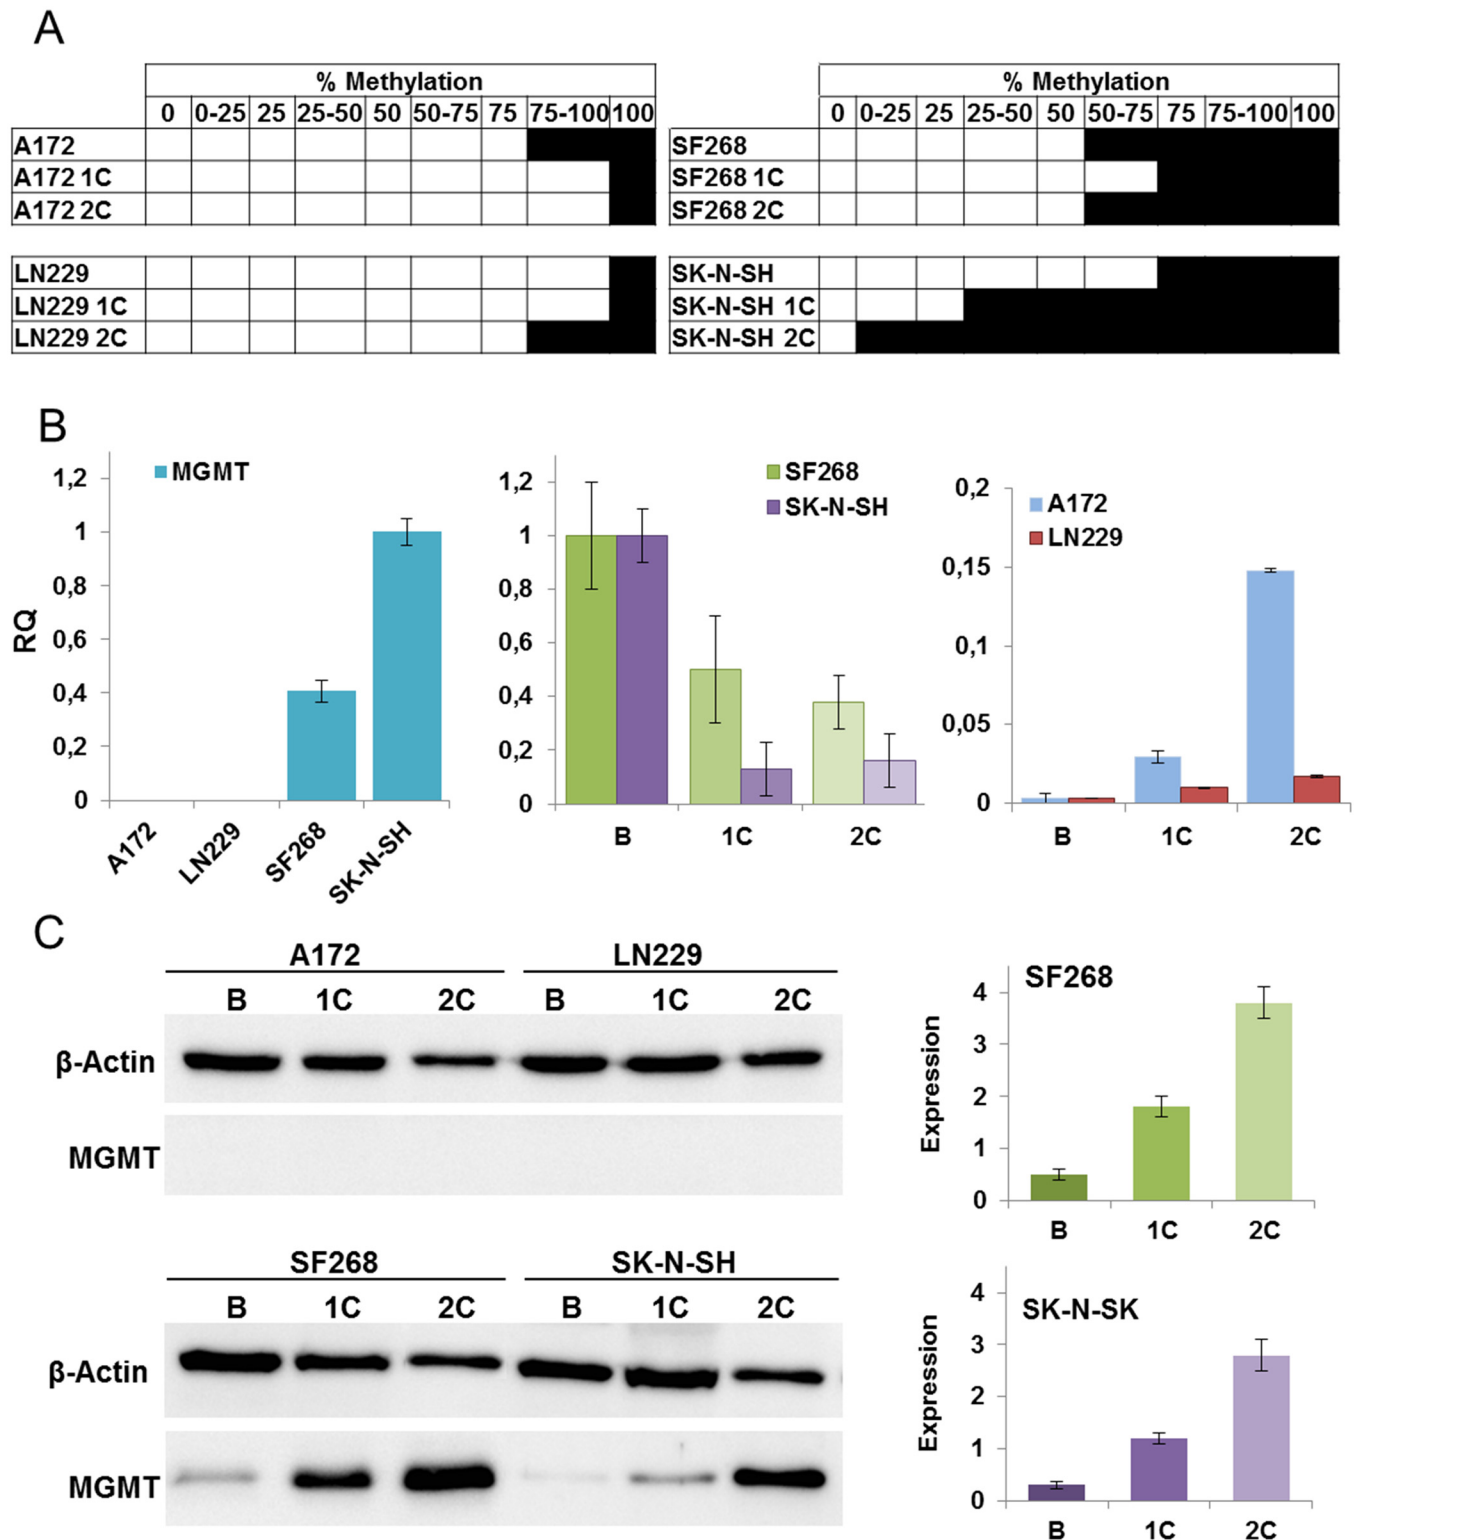 A
% Methylation % Methylation
0 0-25 25 25-50 50 50-75 75 75-100 100 0 0-25 25 25-50 50 50-75 75 75-100 100
A172 SF268
A172 1C SF268 1C
A172 2C SF268 2C
LN229 SK-N-SH
LN229 1C SK-N-SH 1C
LN229 2C SK-N-SH 2C
B
RQ
1,2
1
0,8
0,6
0,4
0,2
0
MGMT
A172 LN229 SF268 SK-N-SH
1,2
1
0,8
0,6
0,4
0,2
0
SF268
SK-N-SH
B 1C 2C
0,2
0,15
0,1
0,05
0
A172
LN229
B 1C 2C
C
A172 LN229
B 1C 2C B 1C 2C
β-Actin
MGMT
SF268 SK-N-SH
B 1C 2C B 1C 2C
β-Actin
MGMT
SF268
Expression
4
3
2
1
0
B 1C 2C
SK-N-SK
Expression
4
3
2
1
0
B 1C 2C